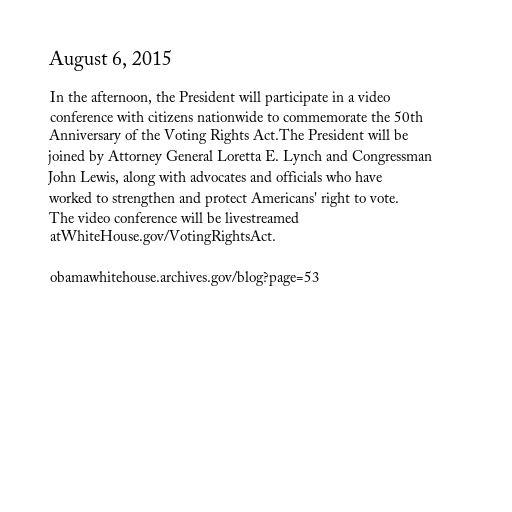 August 6, 2015
In the afternoon, the President will participate in a video
conference with citizens nationwide to commemorate the 50th
Anniversary of the Voting Rights Act.The President will be
joined by Attorney General Loretta E. Lynch and Congressman
John Lewis, along with advocates and officials who have
worked to strengthen and protect Americans' right to vote.
The video conference will be livestreamed
atWhiteHouse.gov/VotingRightsAct.
obamawhitehouse.archives.gov/blog?page=53